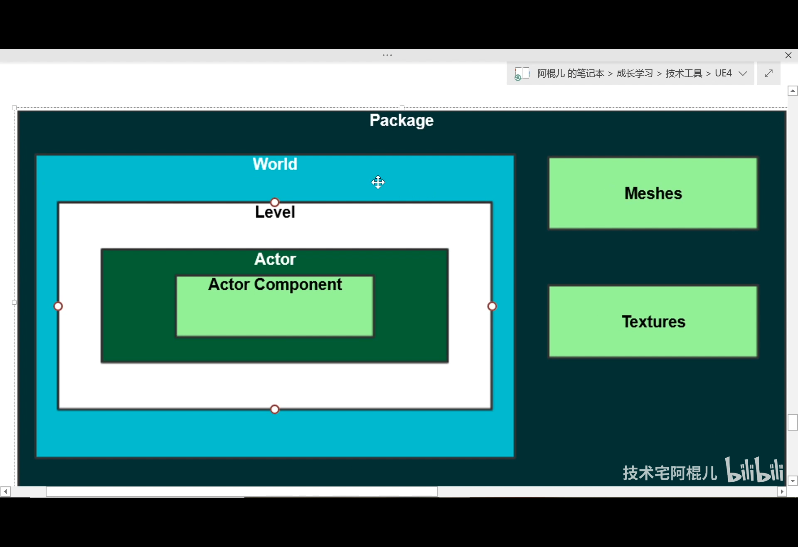 阿棍儿 的笔记本 > 成长学习 > 技术工具 > UE4
Package
World
Level
Actor
Actor Component
Meshes
Textures
技术宅阿棍儿 bilibili